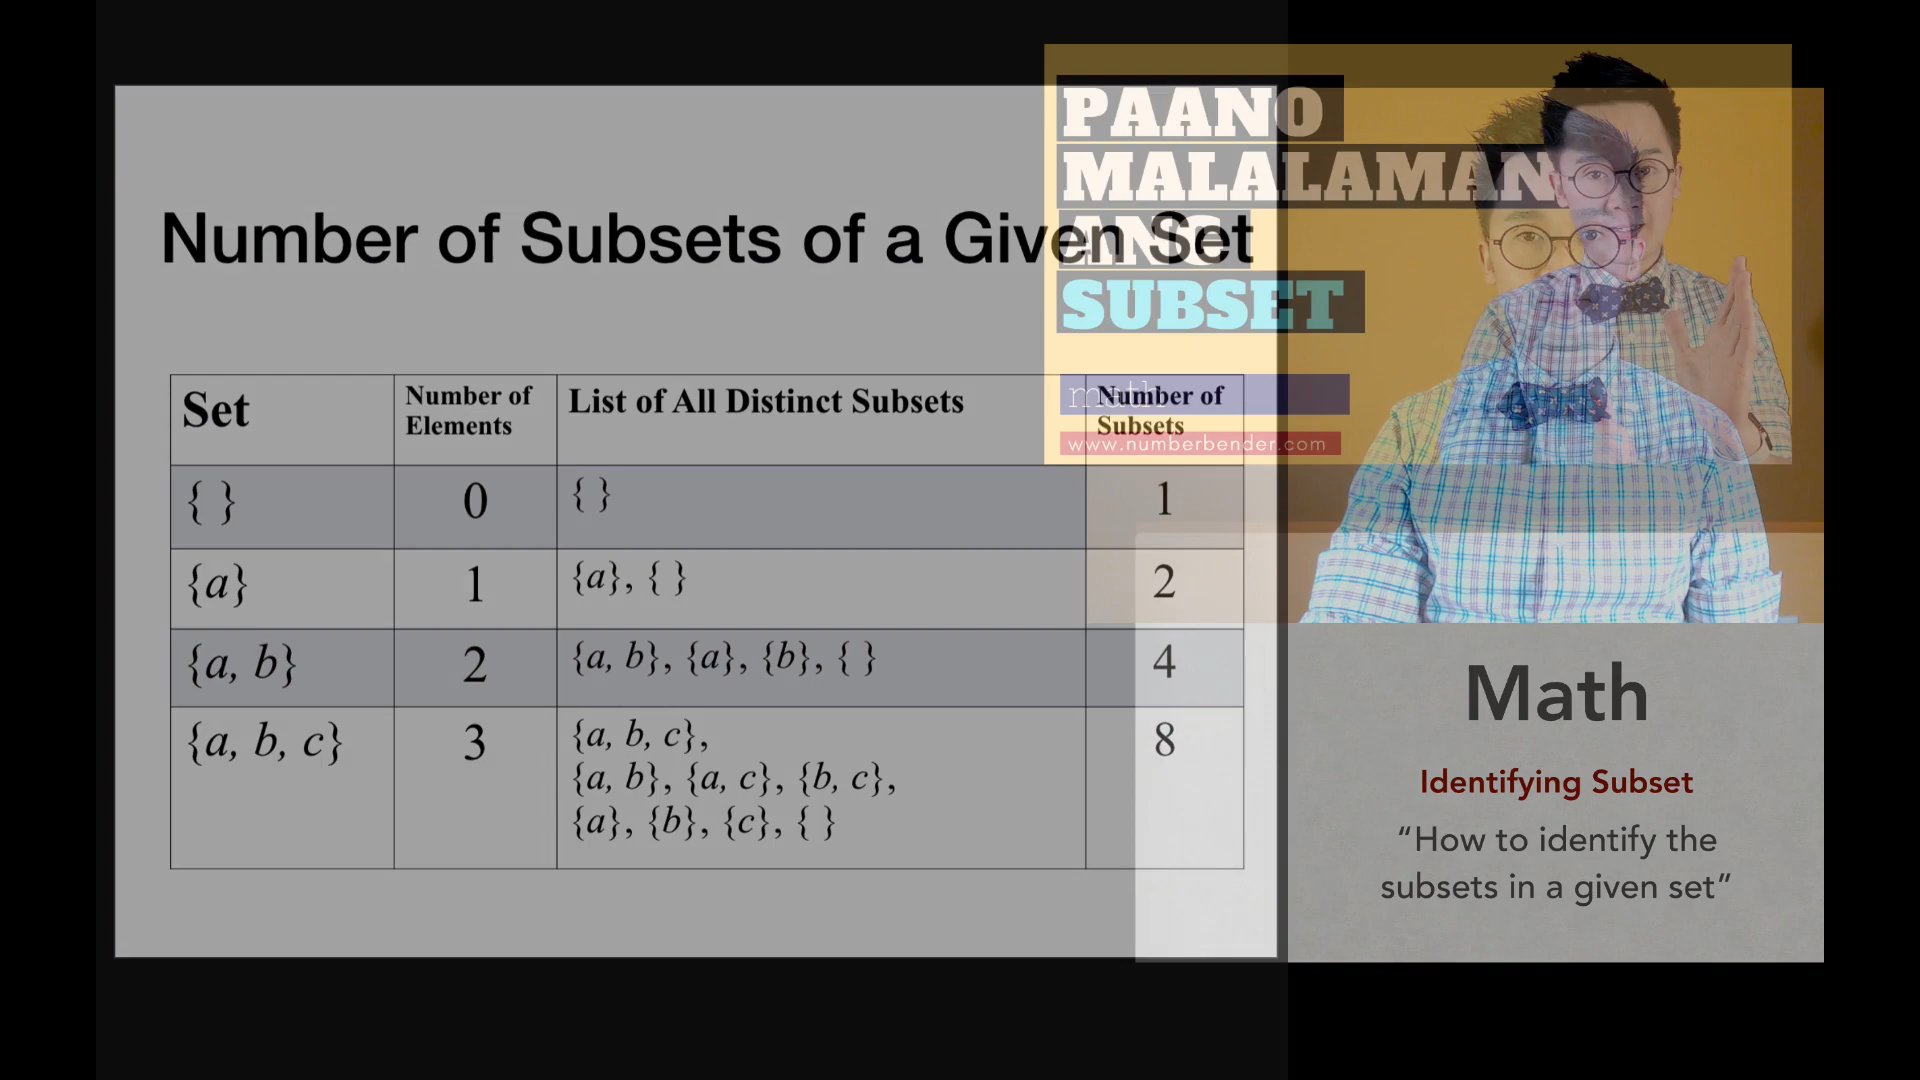 PAANO
MALALAMAN
ANG
SUBSET
math
www.numberbender.com
Number of Subsets of a Given Set
Set Number of Elements List of All Distinct Subsets Number of Subsets
{ } 0 { } 1
{a} 1 {a}, { } 2
{a, b} 2 {a, b}, {a}, {b}, { } 4
{a, b, c} 3 {a, b, c}, 8
{a, b}, {a, c}, {b, c},
{a}, {b}, {c}, { }
Math
Identifying Subset
“How to identify the
subsets in a given set”